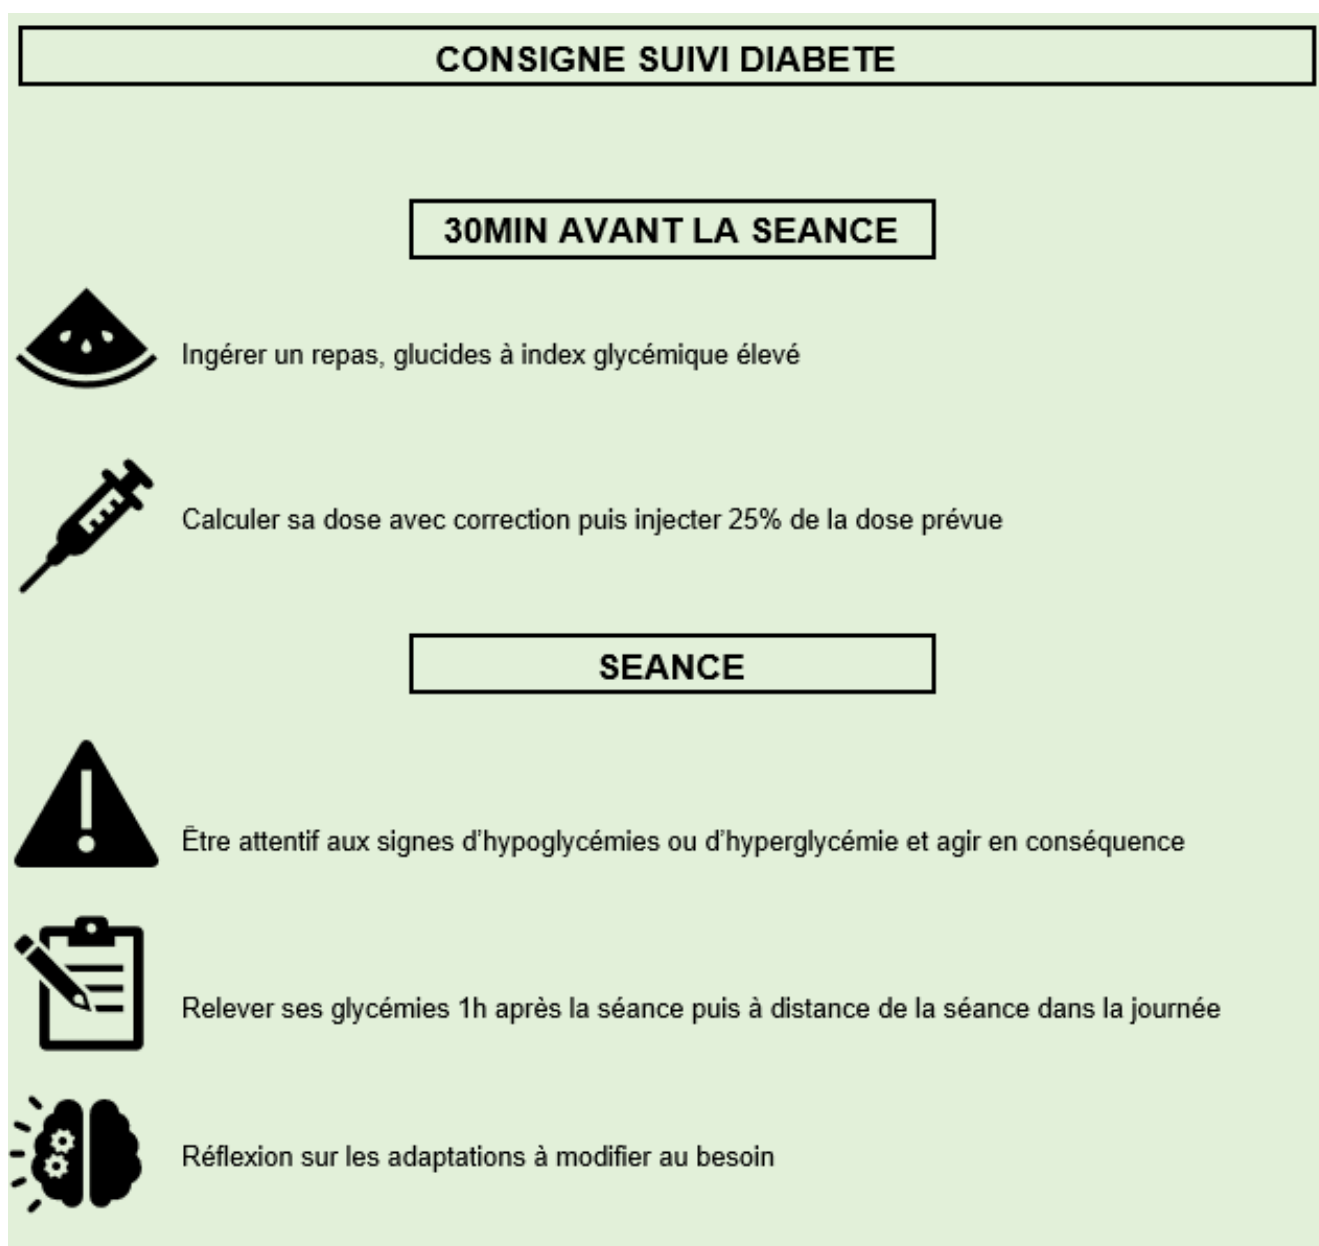 CONSIGNE SUIVI DIABETE
30MIN AVANT LA SEANCE
Ingérer un repas, glucides à index glycémique élevé
Calculer sa dose avec correction puis injecter 25% de la dose prévue
SEANCE
Être attentif aux signes d'hypoglycémies ou d'hyperglycémie et agir en conséquence
Relever ses glycémies 1h après la séance puis à distance de la séance dans la journée
Réflexion sur les adaptations à modifier au besoin